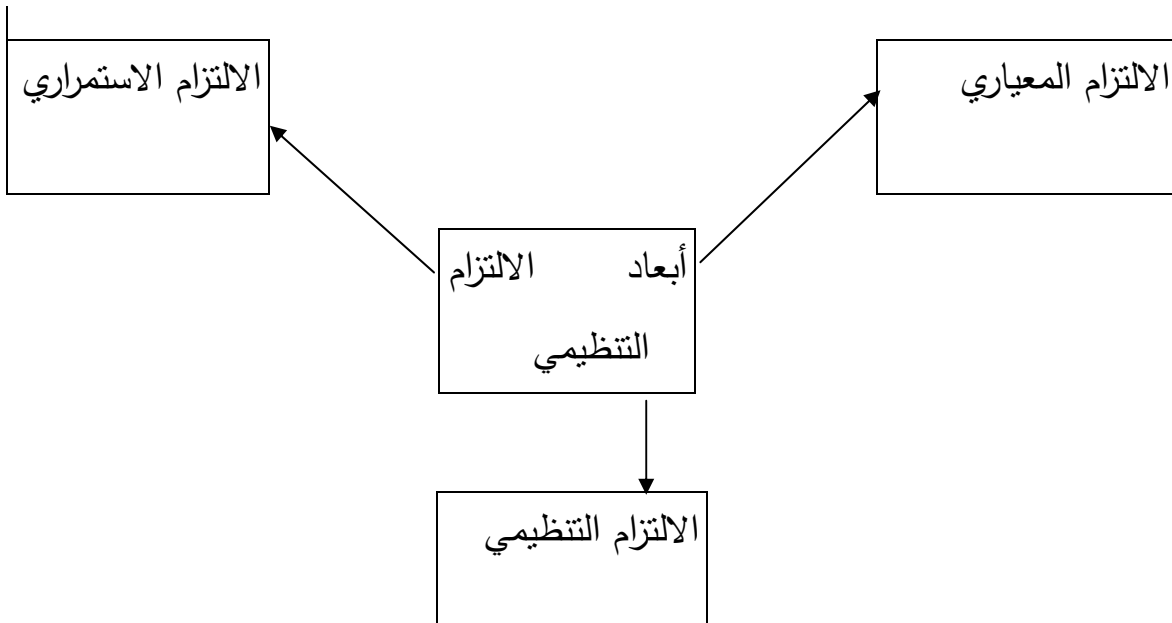 الالتزام المعياري
الالتزام الاستمراري
أبعاد الالتزام
التنظيمي
الالتزام التنظيمي